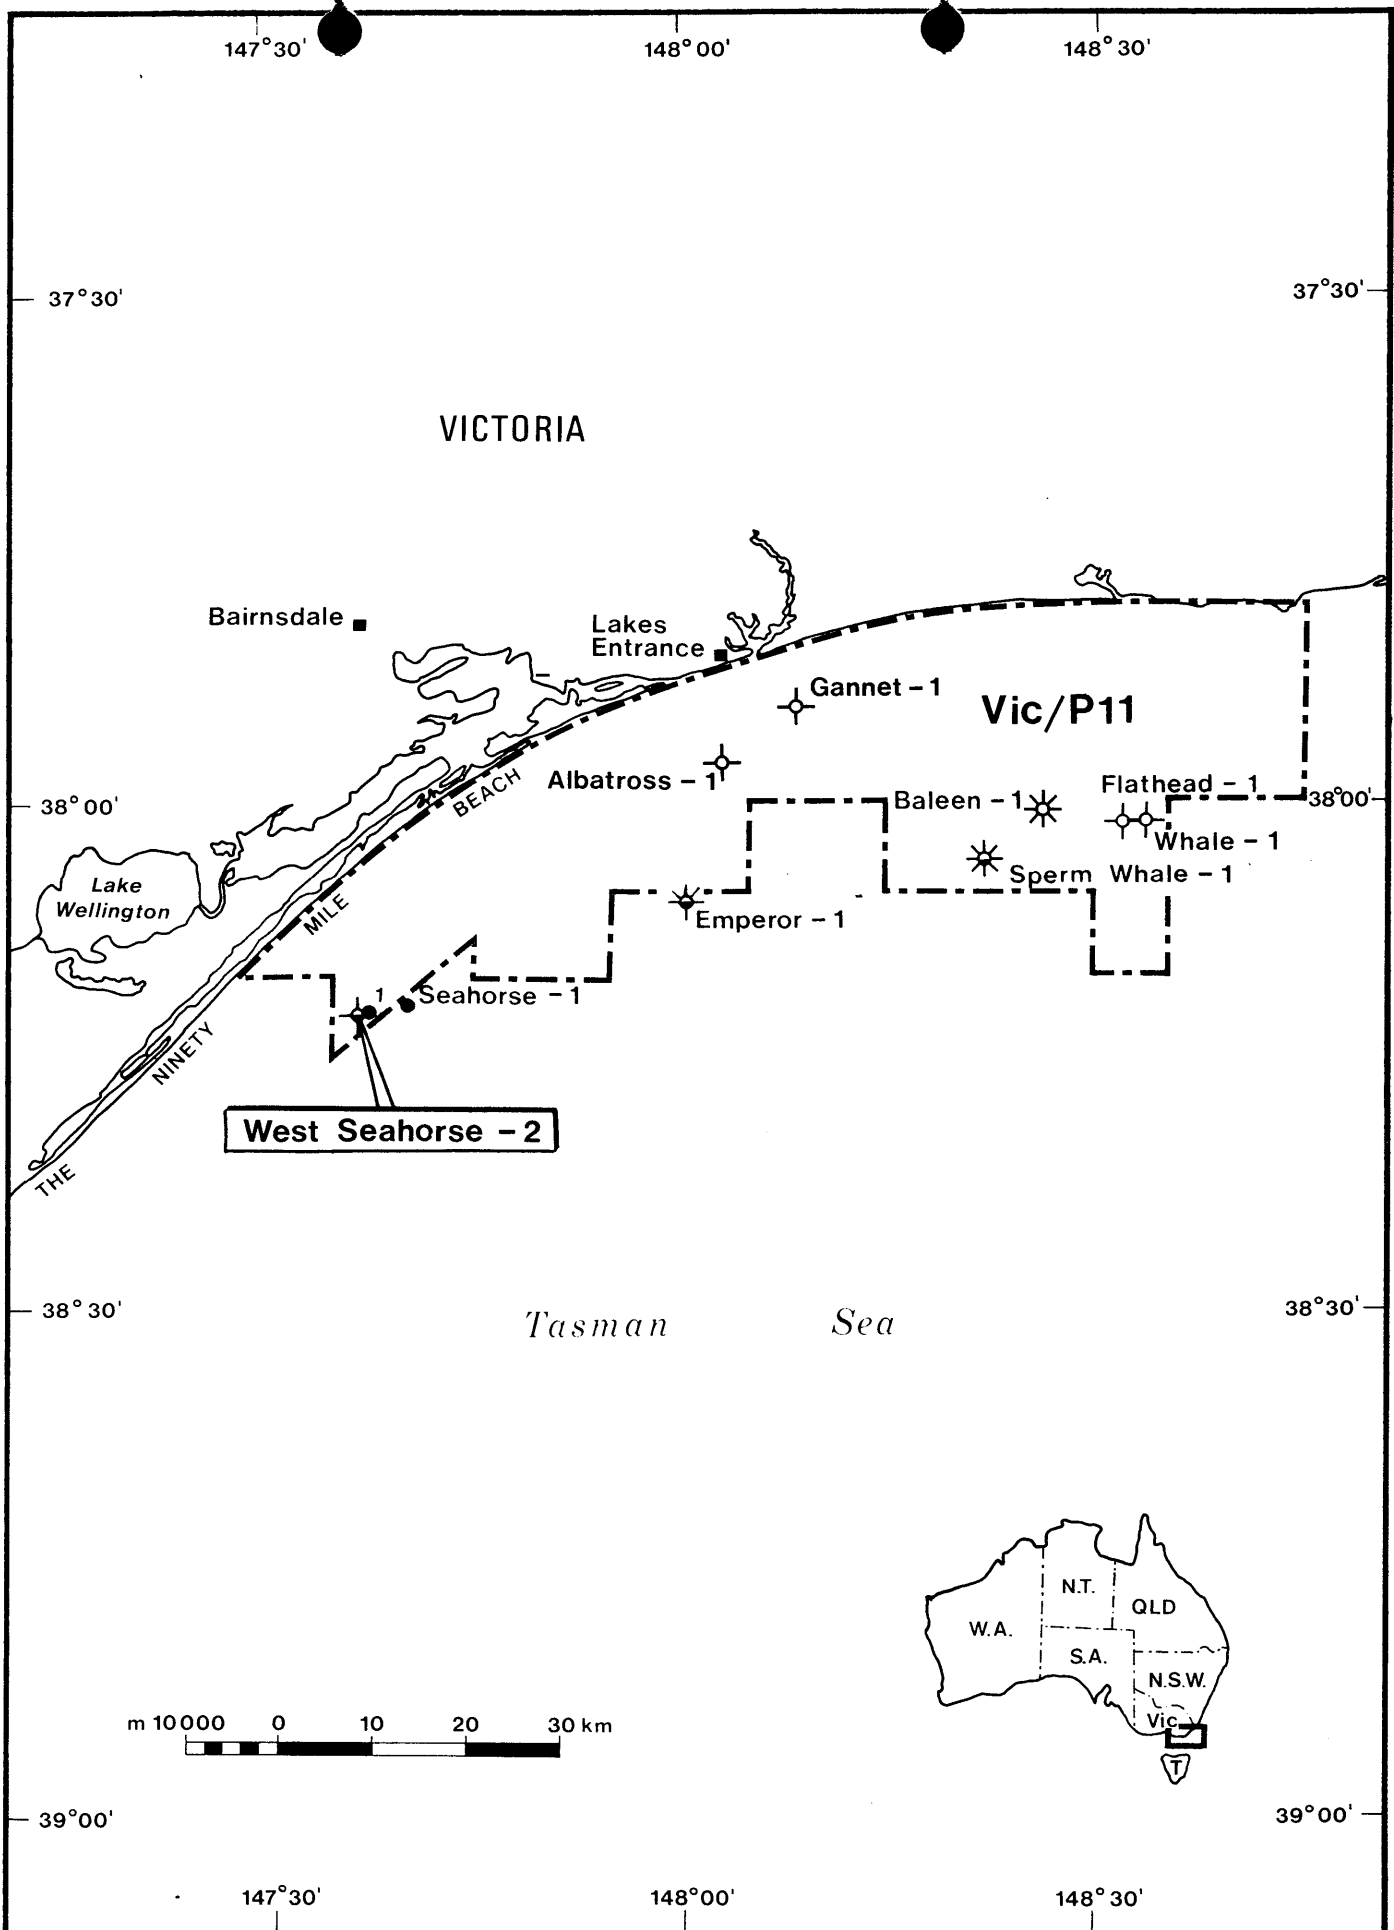 147°30'
148°00'
148°30'
37°30'
37°30'
VICTORIA
Bairnsdale
Lakes
Entrance
Gannet – 1
Vic/P11
Albatross – 1
Flathead – 1
Baleen – 1
38°00'
38°00'
BEACH
Whale – 1
Sperm Whale – 1
Lake
Wellington
MILE
Emperor – 1
1
Seahorse – 1
NINETY
West Seahorse – 2
THE
38°30'
38°30'
Tasman Sea
N.T.
QLD
W.A.
S.A.
N.S.W.
Vic
T
m 10000 0 10 20 30 km
39°00'
39°00'
147°30'
148°00'
148°30'